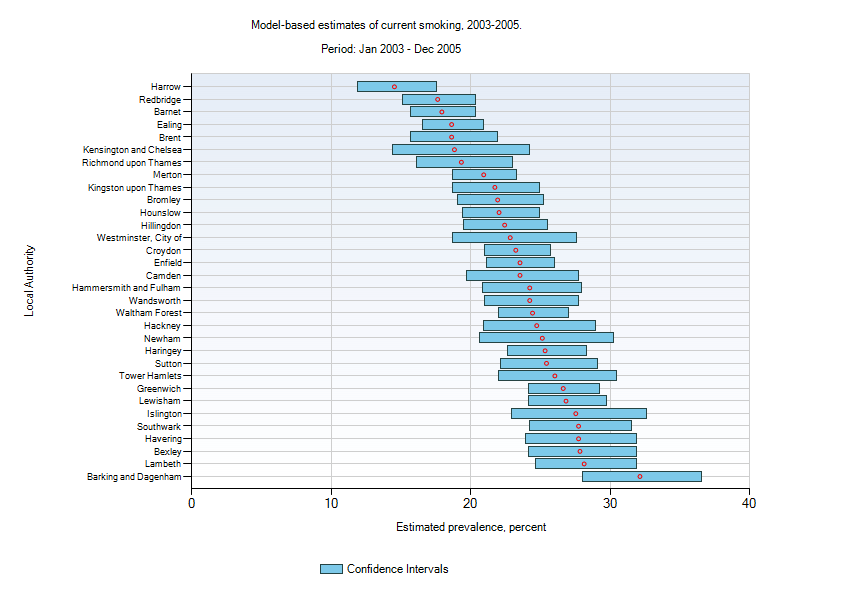 Model-based estimates of current smoking, 2003-2005.
Period: Jan 2003 - Dec 2005
Local Authority
Harrow
Redbridge
Barnet
Ealing
Brent
Kensington and Chelsea
Richmond upon Thames
Merton
Kingston upon Thames
Bromley
Hounslow
Hillingdon
Westminster, City of
Croydon
Enfield
Camden
Hammersmith and Fulham
Wandsworth
Waltham Forest
Hackney
Newham
Haringey
Sutton
Tower Hamlets
Greenwich
Lewisham
Islington
Southwark
Havering
Bexley
Lambeth
Barking and Dagenham
0 10 20 30 40
Estimated prevalence, percent
Confidence Intervals